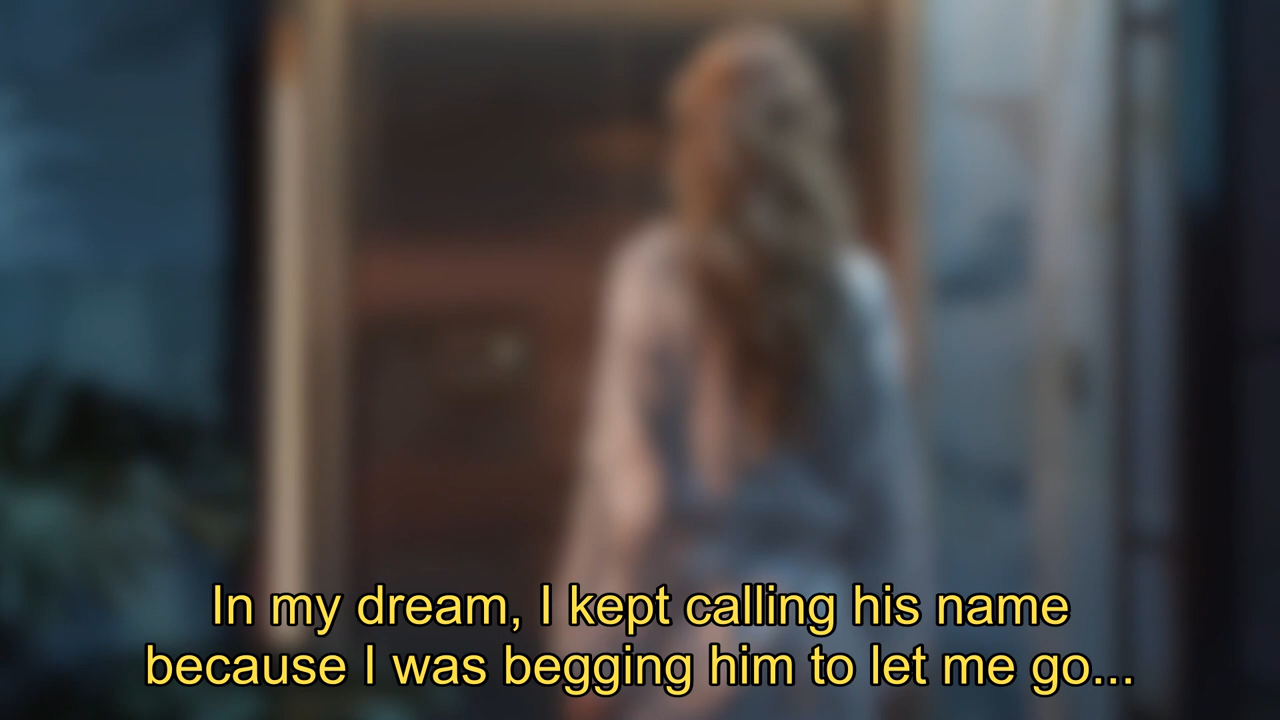 In my dream, I kept calling his name
because I was begging him to let me go...